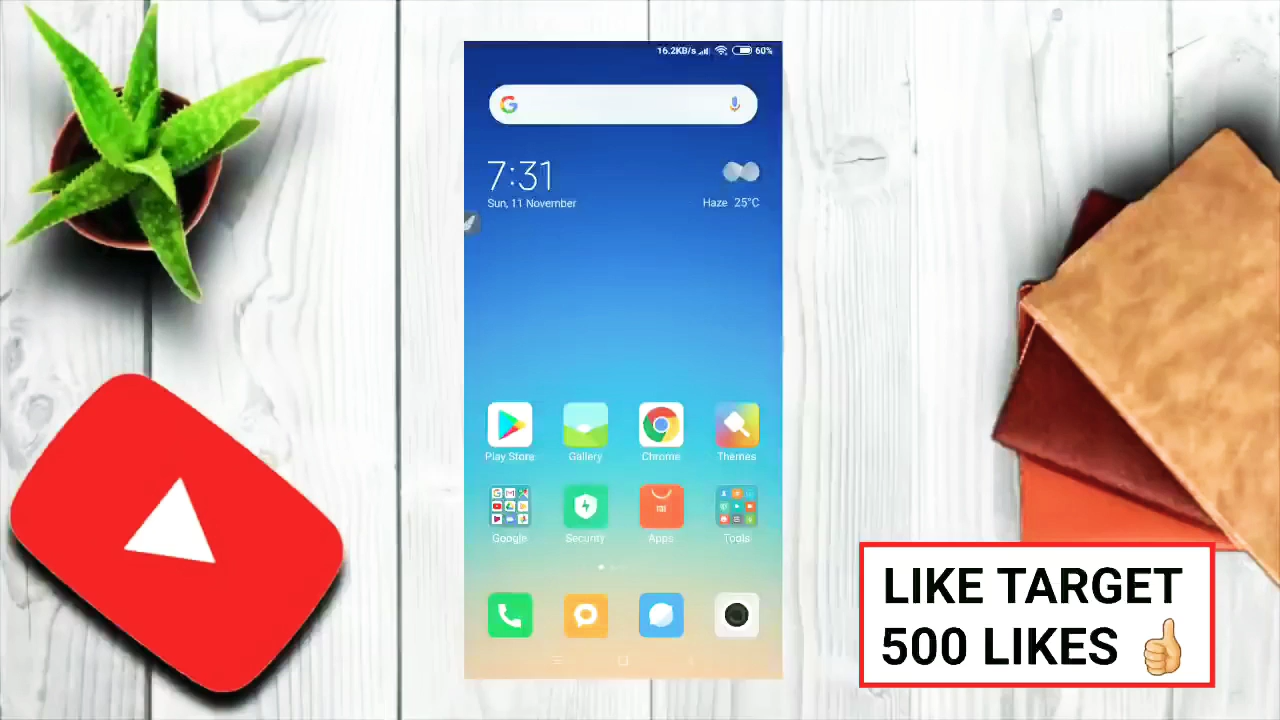 16.2KB/s
60%
7:31
Sun, 11 November
Haze 25°C
Play Store
Gallery
Chrome
Themes
mi
Google
Security
Apps
Tools
LIKE TARGET
500 LIKES 👍